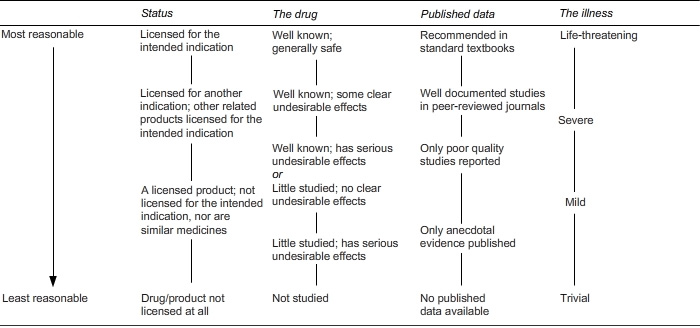 Status
The drug
Published data
The illness
Most reasonable
Licensed for the
intended indication
Well known;
generally safe
Recommended in
standard textbooks
Life-threatening
Licensed for another
indication; other related
products licensed for the
intended indication
Well known; some clear
undesirable effects
Well documented studies
in peer-reviewed journals
Severe
Well known; has serious
undesirable effects
or
Little studied; no clear
undesirable effects
Only poor quality
studies reported
A licensed product; not
licensed for the intended
indication, nor are
similar medicines
Mild
Little studied; has serious
undesirable effects
Only anecdotal
evidence published
Least reasonable
Drug/product not
licensed at all
Not studied
No published
data available
Trivial